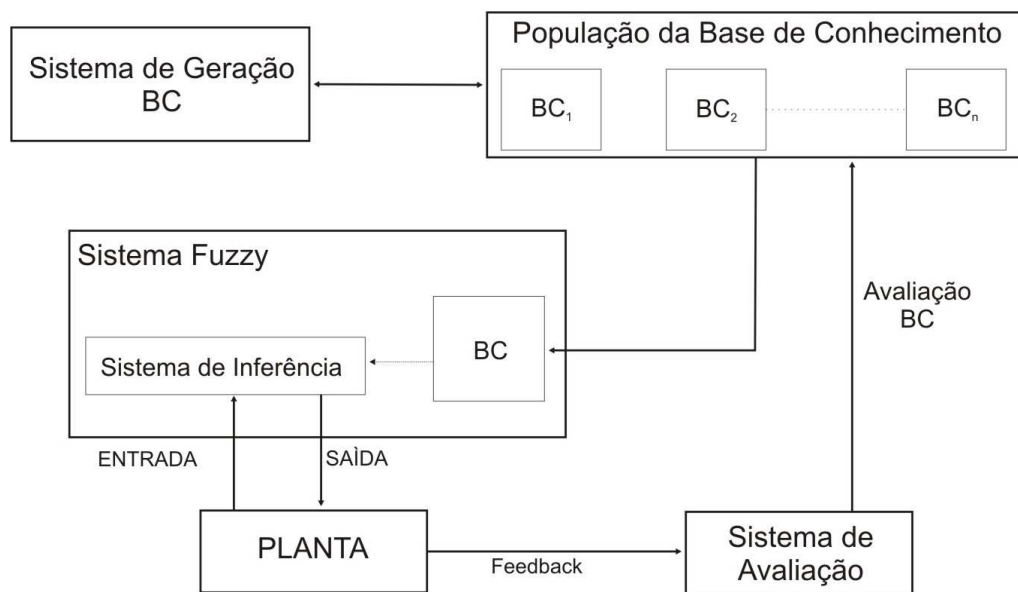 Sistema de Geração
BC
População da Base de Conhecimento
BC₁
BC₂
BCₙ
Sistema Fuzzy
Sistema de Inferência
BC
Avaliação
BC
ENTRADA
SAÌDA
PLANTA
Feedback
Sistema de
Avaliação